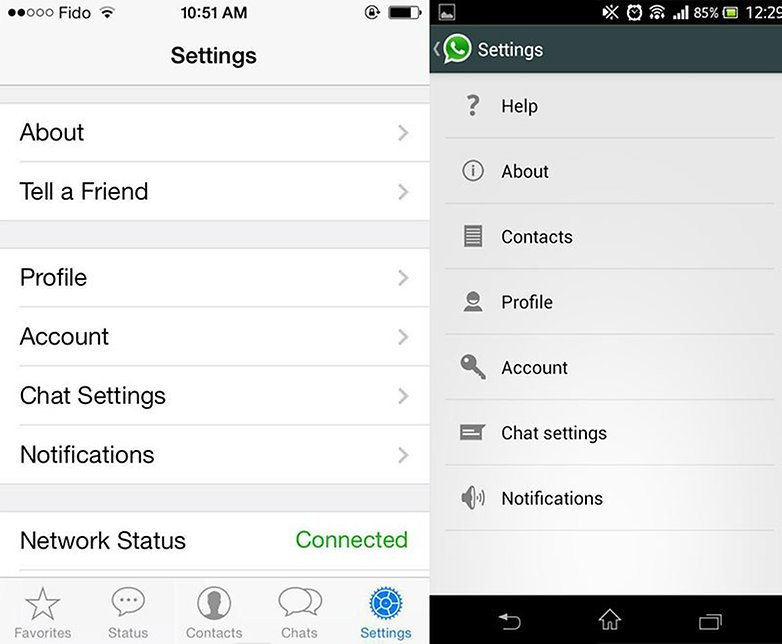 Fido 10:51 AM
Settings
About
Tell a Friend
Profile
Account
Chat Settings
Notifications
Network Status Connected
Favorites Status Contacts Chats Settings
85% 12:29
Settings
Help
About
Contacts
Profile
Account
Chat settings
Notifications